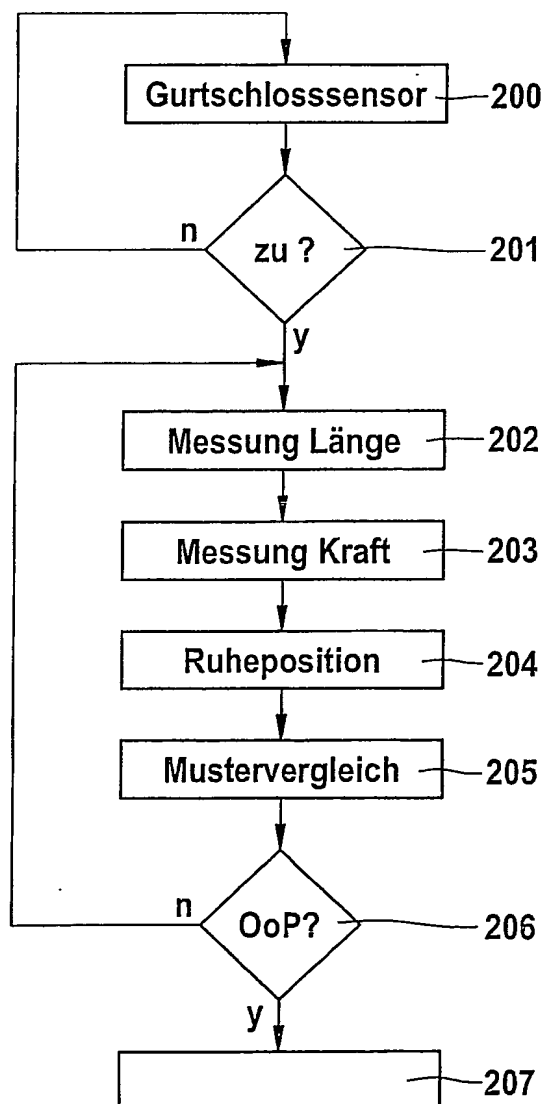 Gurtschlosssensor 200
n zu ? 201
y
Messung Länge 202
Messung Kraft 203
Ruheposition 204
Mustervergleich 205
n OoP? 206
y
207